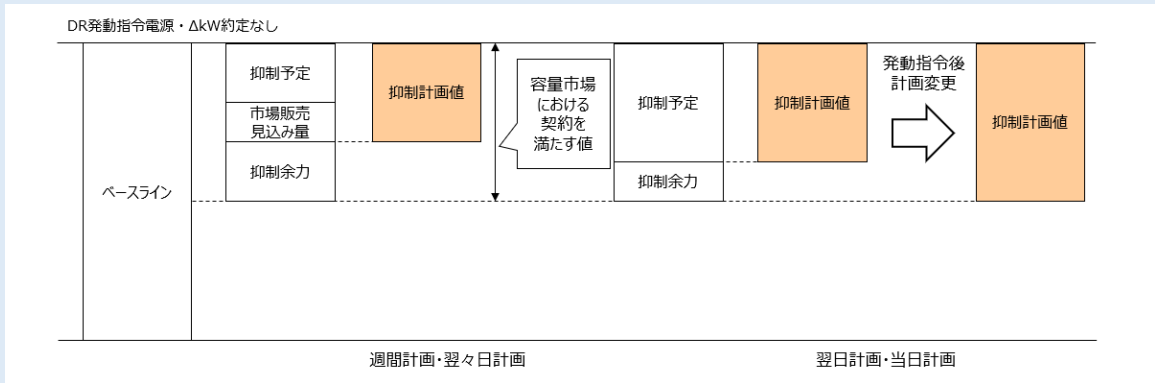 DR発動指令電源・ΔkW約定なし
ベースライン
抑制予定
市場販売
見込み量
抑制余力
抑制計画値
容量市場
における
契約を
満たす値
抑制予定
抑制余力
抑制計画値
発動指令後
計画変更
抑制計画値
週間計画・翌々日計画
翌日計画・当日計画